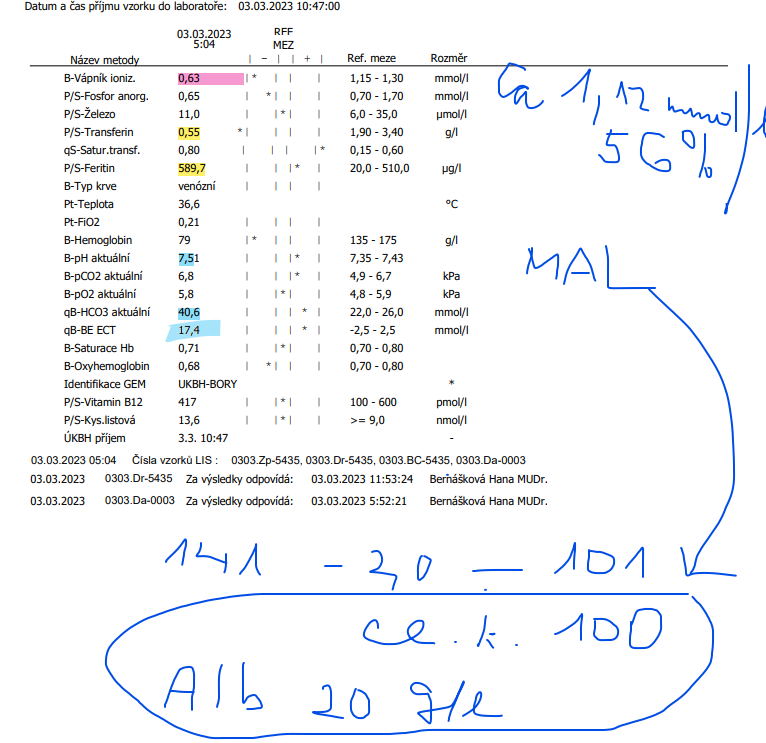 Datum a čas příjmu vzorku do laboratoře: 03.03.2023 10:47:00
03.03.2023 REF
5:04 MEZ
Název metody | - | | + | Ref. meze Rozměr
B-Vápník ioniz. 0,63 |* | | | 1,15 - 1,30 mmol/l
P/S-Fosfor anorg. 0,65 | *| | | 0,70 - 1,70 mmol/l
P/S-Železo 11,0 | |*| | 6,0 - 35,0 µmol/l
P/S-Transferin 0,55 *| | | | 1,90 - 3,40 g/l
qS-Satur.transf. 0,80 | | | |* 0,15 - 0,60
P/S-Feritin 589,7 | | |* | 20,0 - 510,0 µg/l
B-Typ krve venózní | | | |
Pt-Teplota 36,6 °C
Pt-FiO2 0,21 | | | |
B-Hemoglobin 79 |* | | | 135 - 175 g/l
B-pH aktuální 7,51 | | |* | 7,35 - 7,43
B-pCO2 aktuální 6,8 | | |* | 4,9 - 6,7 kPa
B-pO2 aktuální 5,8 | |*| | 4,8 - 5,9 kPa
qB-HCO3 aktuální 40,6 | | | * | 22,0 - 26,0 mmol/l
qB-BE ECT 17,4 | | | * | -2,5 - 2,5 mmol/l
B-Saturace Hb 0,71 | |*| | 0,70 - 0,80
B-Oxyhemoglobin 0,68 | *| | | 0,70 - 0,80
Identifikace GEM UKBH-BORY *
P/S-Vitamin B12 417 | |*| | 100 - 600 pmol/l
P/S-Kys.listová 13,6 | |*| | >= 9,0 nmol/l
ÚKBH příjem 3.3. 10:47 -
03.03.2023 05:04 Čísla vzorků LIS : 0303.Zp-5435, 0303.Dr-5435, 0303.BC-5435, 0303.Da-0003
03.03.2023 0303.Dr-5435 Za výsledky odpovídá: 03.03.2023 11:53:24 Bernášková Hana MUDr.
03.03.2023 0303.Da-0003 Za výsledky odpovídá: 03.03.2023 5:52:21 Bernášková Hana MUDr.
Ca 1,12 mmol/l
56%
MAL
141 - 2,0 - 101
Cl. k. 100
Alb 20 g/l